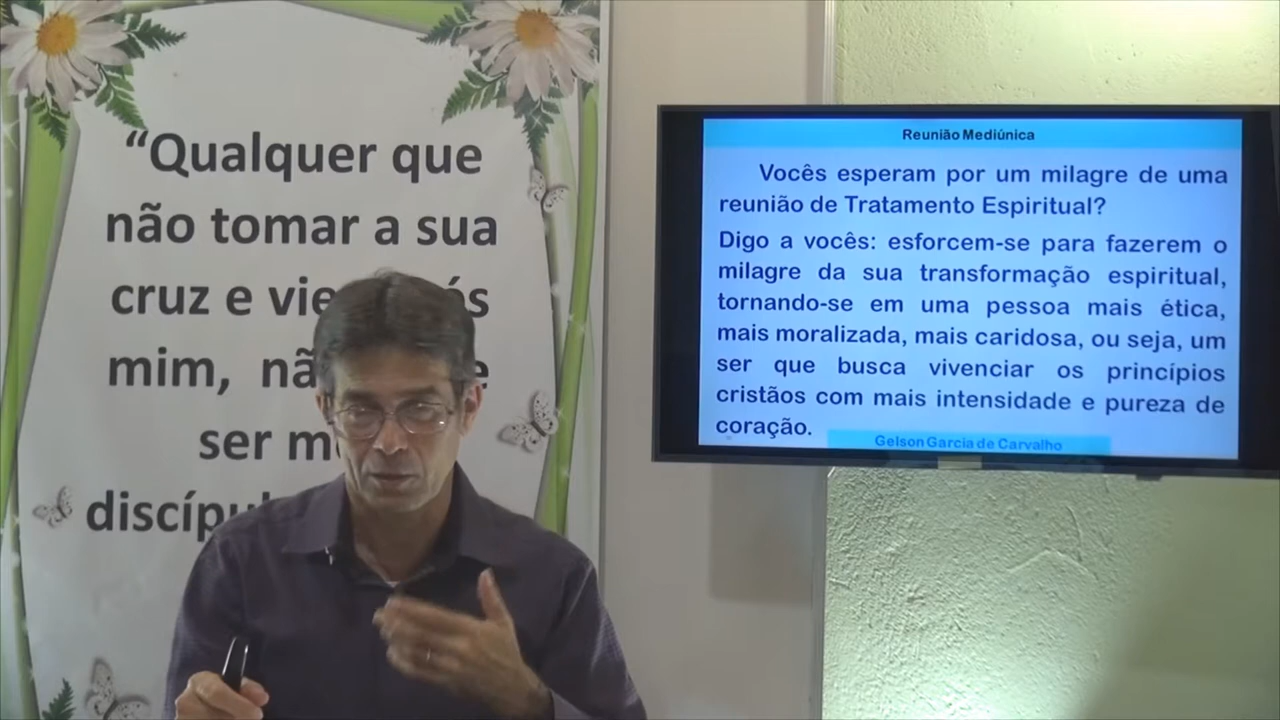 “Qualquer que
não tomar a sua
cruz e
mim,
ser
Reunião Mediúnica
Vocês esperam por um milagre de uma
reunião de Tratamento Espiritual?
Digo a vocês: esforcem-se para fazerem o
milagre da sua transformação espiritual,
tornando-se em uma pessoa mais ética,
mais moralizada, mais caridosa, ou seja, um
ser que busca vivenciar os princípios
cristãos com mais intensidade e pureza de
coração.
Gelson Garcia de Carvalho